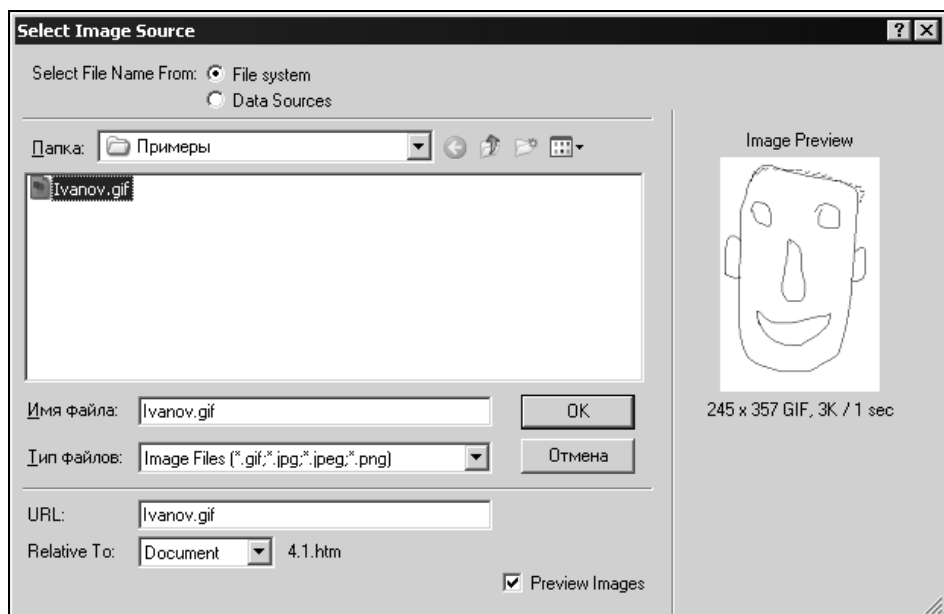 Select Image Source
Select File Name From: File system
Data Sources
Папка: Примеры
Ivanov.gif
Имя файла: Ivanov.gif OK
Тип файлов: Image Files (*.gif;*.jpg;*.jpeg;*.png) Отмена
URL: Ivanov.gif
Relative To: Document 4.1.htm
Preview Images
Image Preview
245 x 357 GIF, 3K / 1 sec